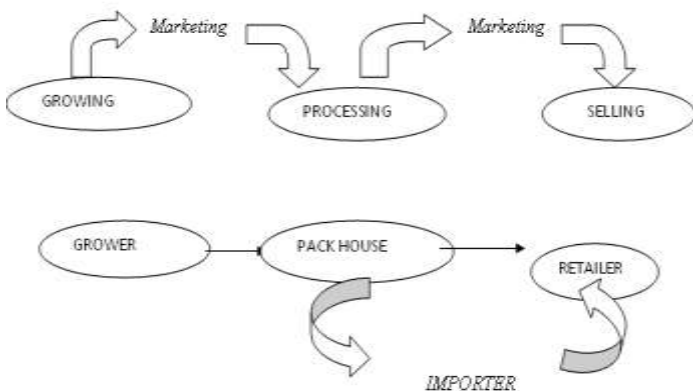 Marketing
Marketing
GROWING
PROCESSING
SELLING
GROWER
PACK HOUSE
RETAILER
IMPORTER